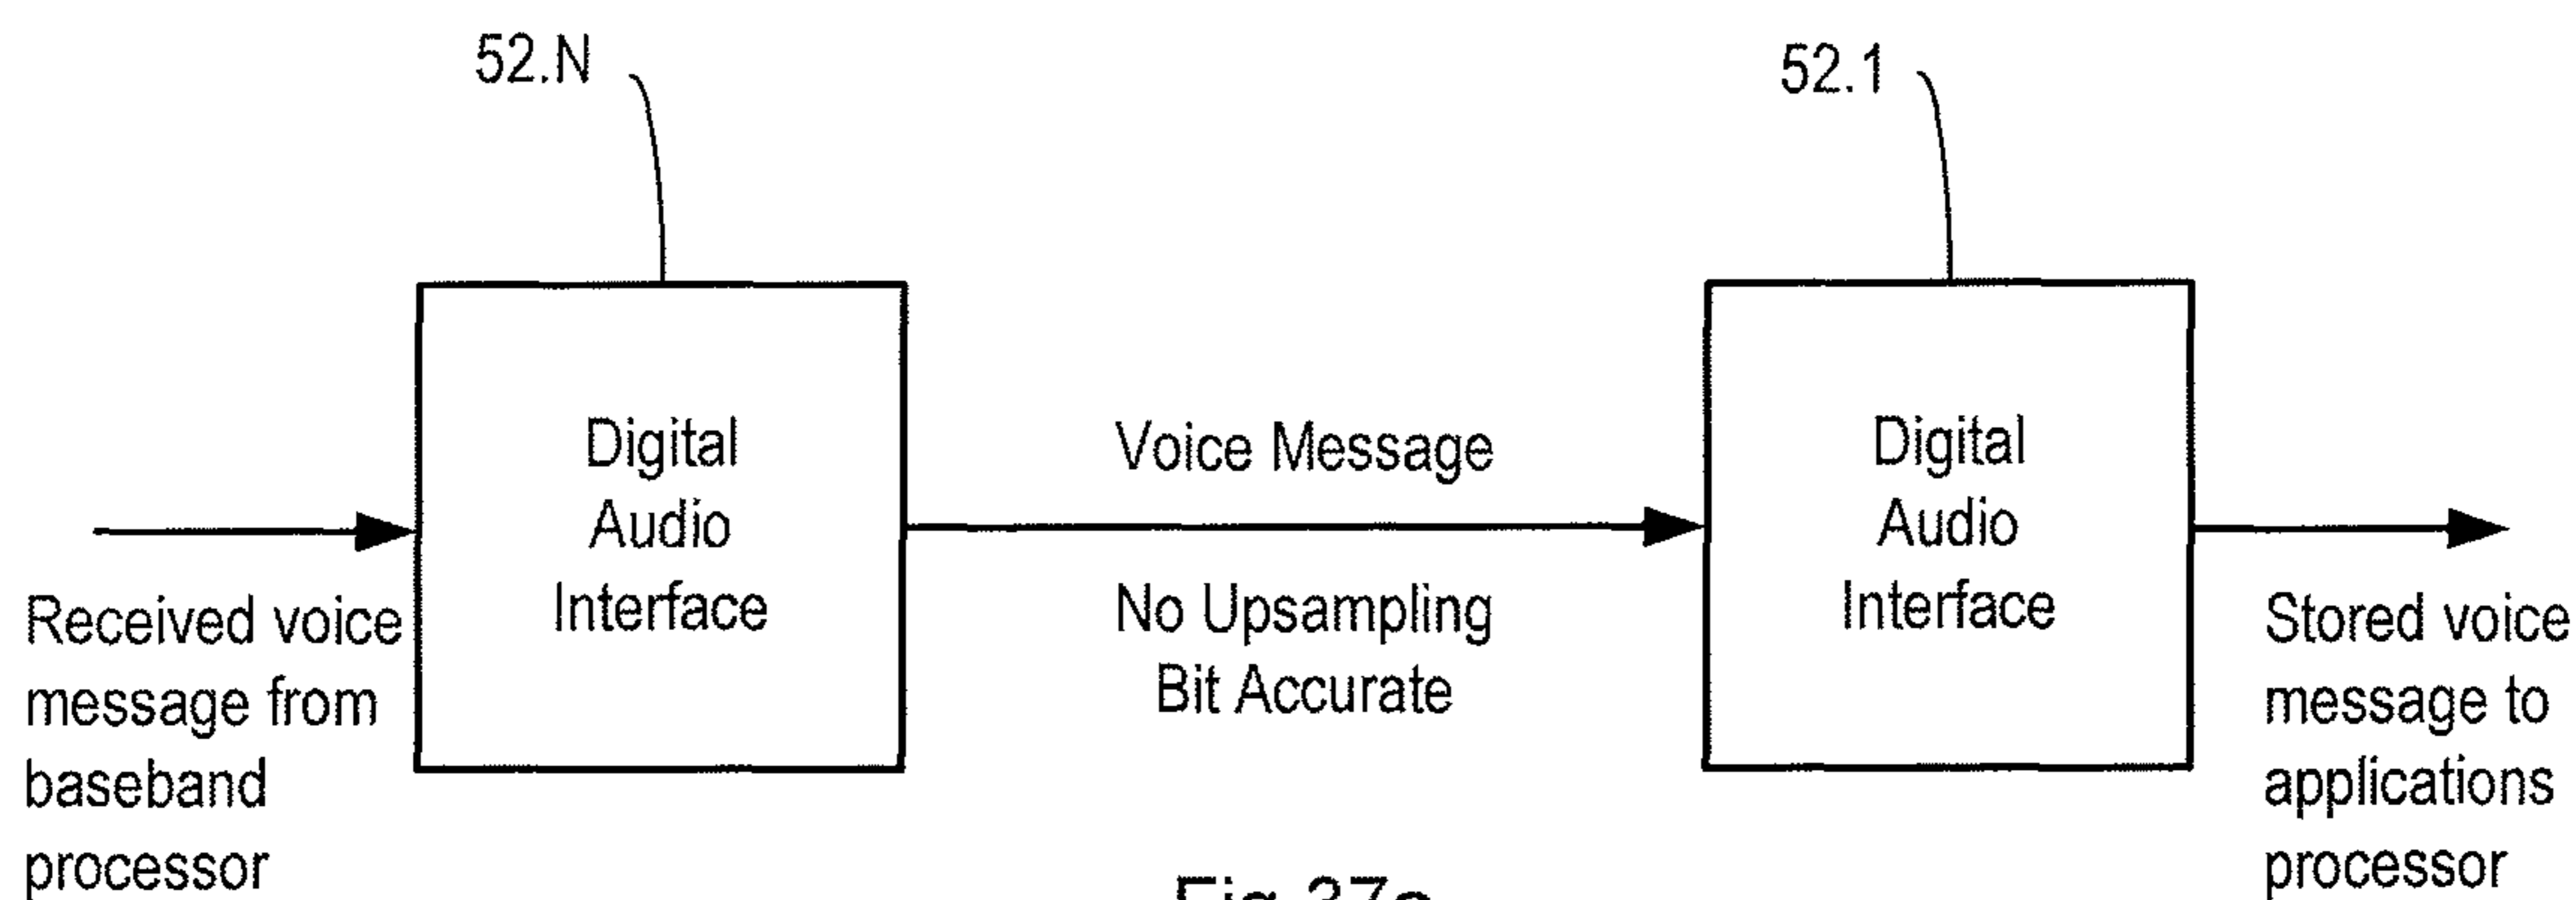 52.N
52.1
Digital
Audio
Interface
Voice Message
No Upsampling
Bit Accurate
Digital
Audio
Interface
Received voice
message from
baseband
processor
Stored voice
message to
applications
processor